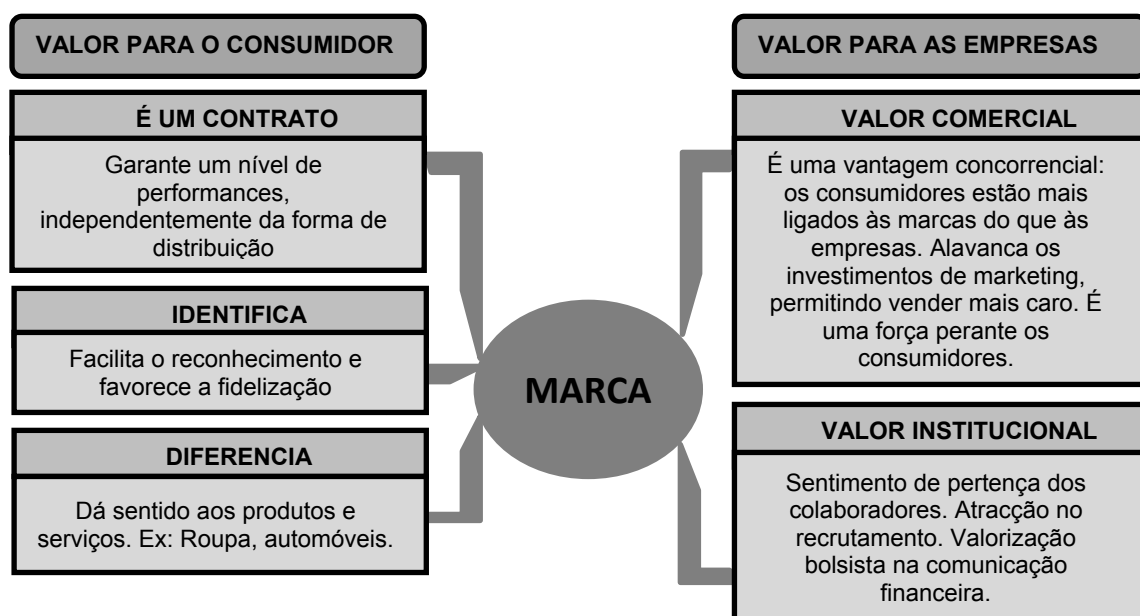 VALOR PARA O CONSUMIDOR
É UM CONTRATO
Garante um nível de
performances,
independentemente da forma de
distribuição
IDENTIFICA
Facilita o reconhecimento e
favorece a fidelização
DIFERENCIA
Dá sentido aos produtos e
serviços. Ex: Roupa, automóveis.
MARCA
VALOR PARA AS EMPRESAS
VALOR COMERCIAL
É uma vantagem concorrencial:
os consumidores estão mais
ligados às marcas do que às
empresas. Alavanca os
investimentos de marketing,
permitindo vender mais caro. É
uma força perante os
consumidores.
VALOR INSTITUCIONAL
Sentimento de pertença dos
colaboradores. Atracção no
recrutamento. Valorização
bolsista na comunicação
financeira.